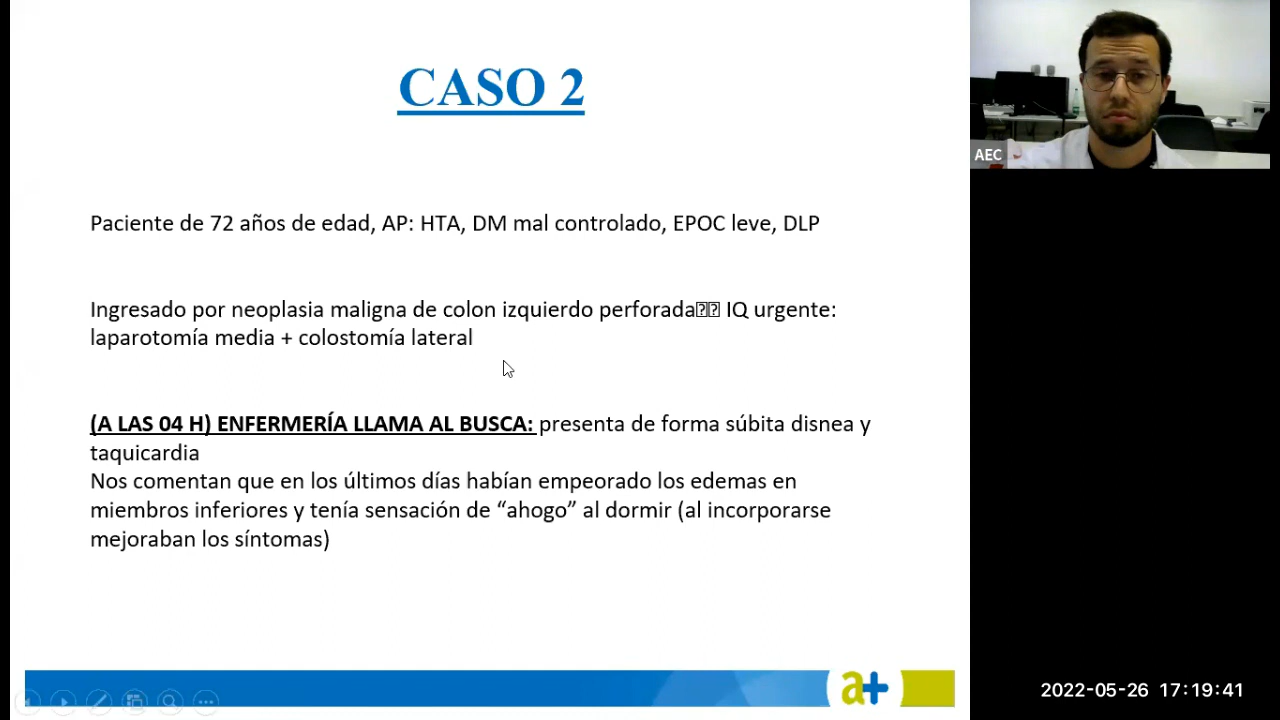 CASO 2
AEC
Paciente de 72 años de edad, AP: HTA, DM mal controlado, EPOC leve, DLP
Ingresado por neoplasia maligna de colon izquierdo perforada⍰⍰ IQ urgente:
laparotomía media + colostomía lateral
(A LAS 04 H) ENFERMERÍA LLAMA AL BUSCA: presenta de forma súbita disnea y
taquicardia
Nos comentan que en los últimos días habían empeorado los edemas en
miembros inferiores y tenía sensación de “ahogo” al dormir (al incorporarse
mejoraban los síntomas)
a+
2022-05-26 17:19:41